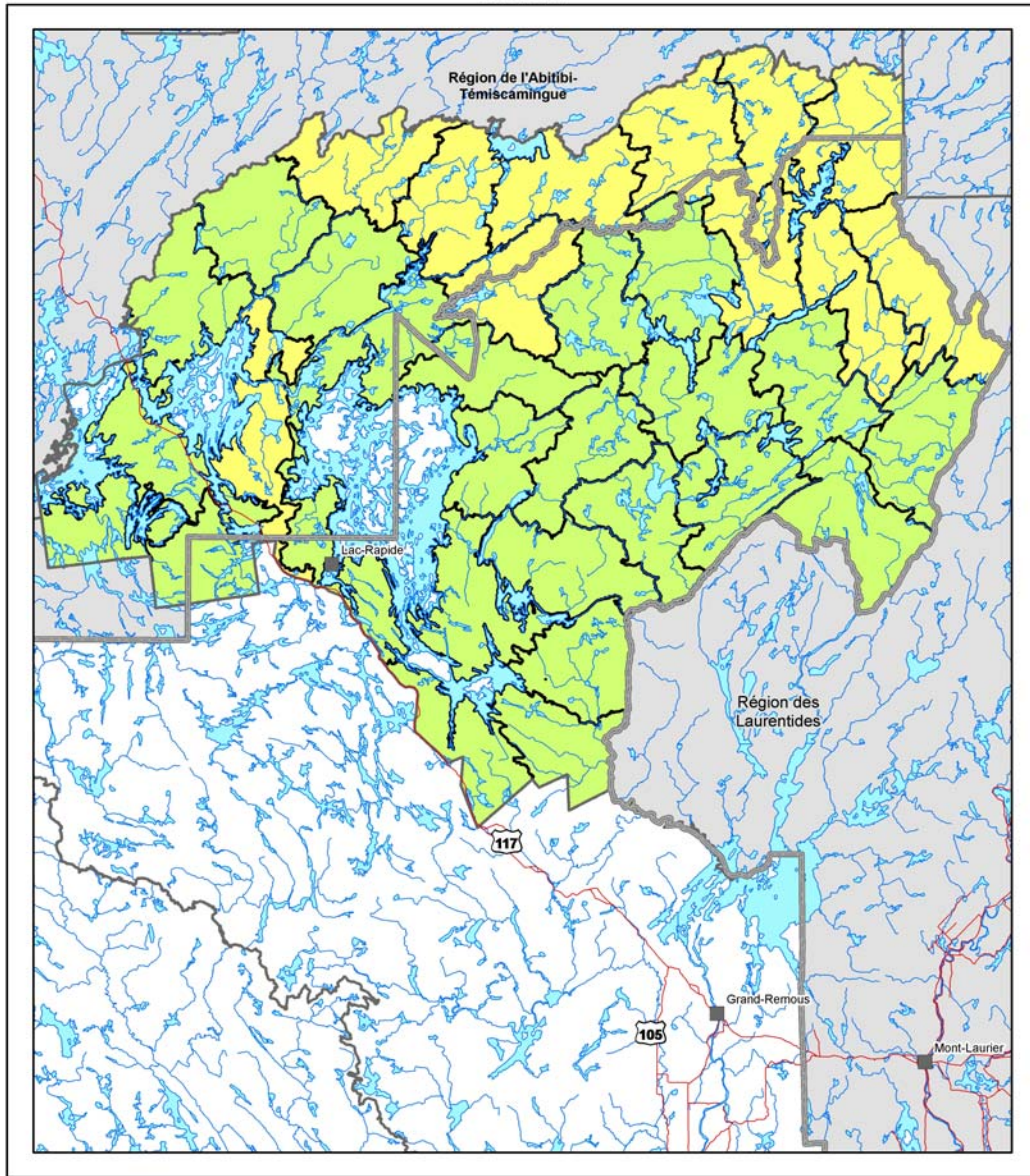 Région de l'Abitibi-
Témiscamingue
Lac-Rapide
Région des
Laurentides
117
Grand-Remous
105
Mont-Laurier